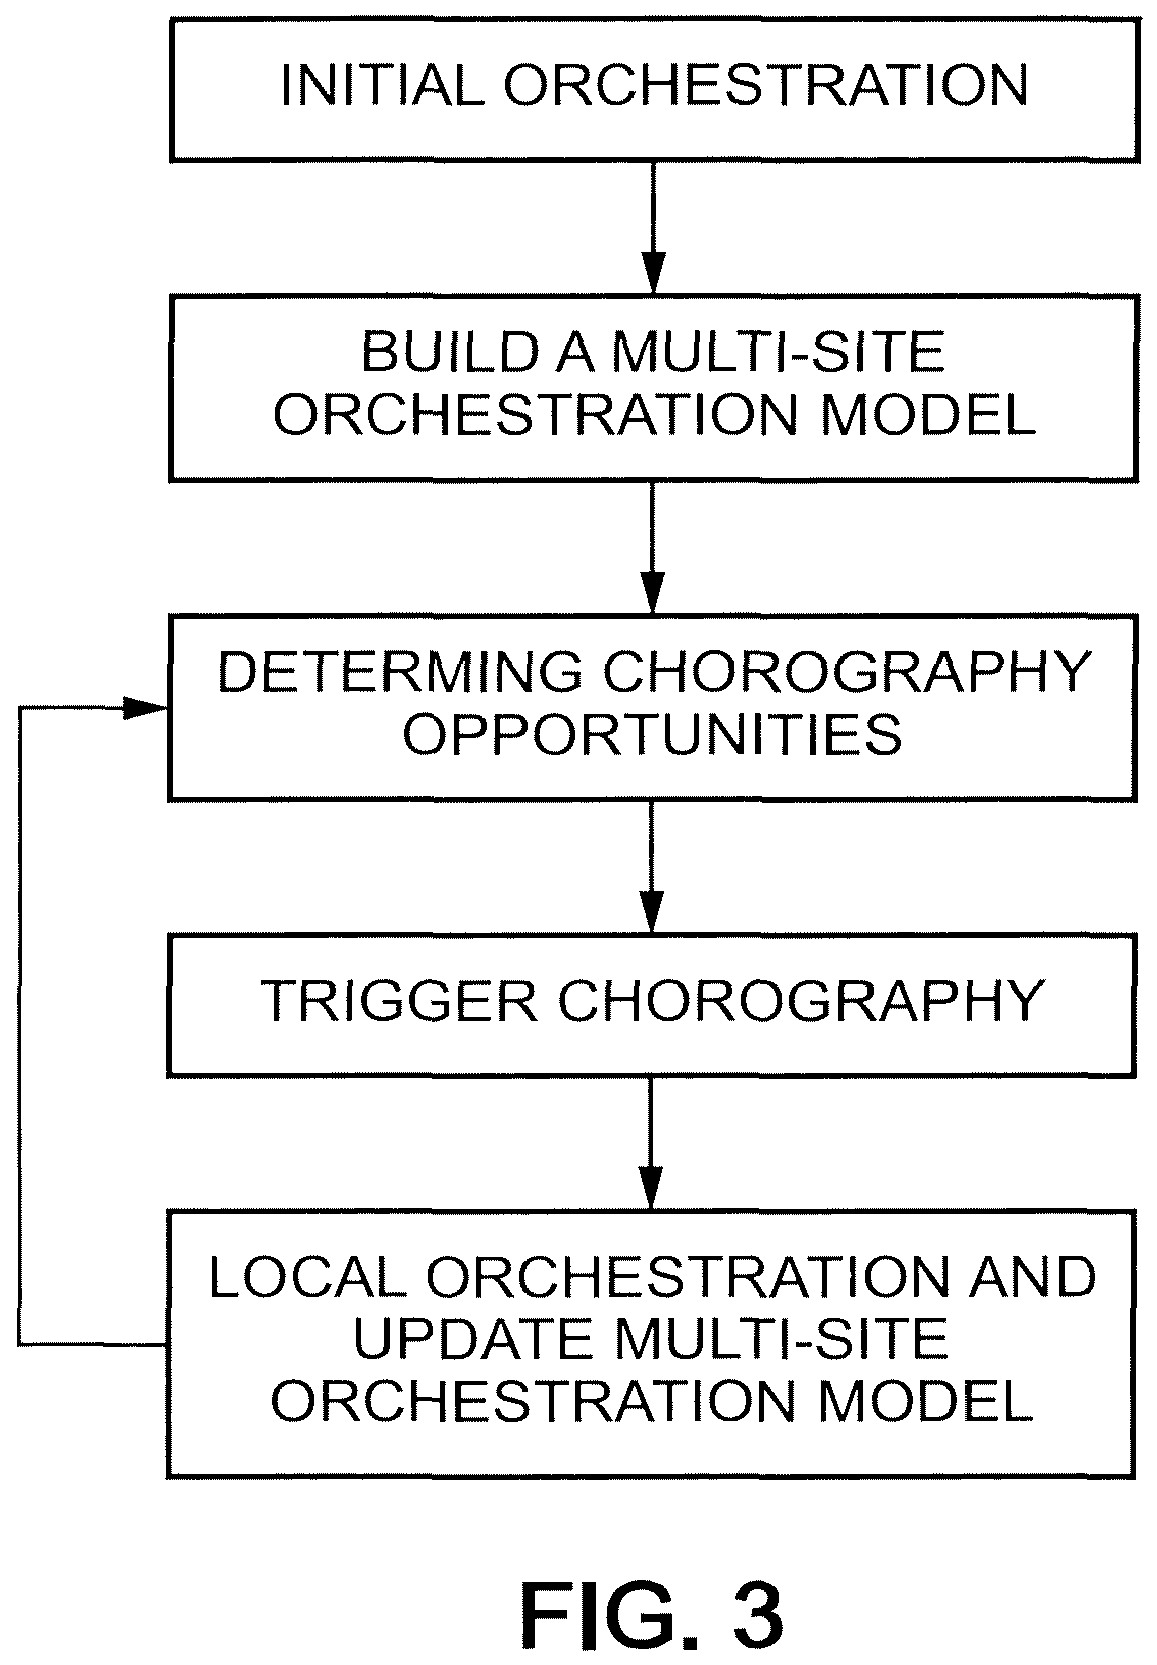 INITIAL ORCHESTRATION
BUILD A MULTI-SITE
ORCHESTRATION MODEL
DETERMING CHOROGRAPHY
OPPORTUNITIES
TRIGGER CHOROGRAPHY
LOCAL ORCHESTRATION AND
UPDATE MULTI-SITE
ORCHESTRATION MODEL
FIG. 3